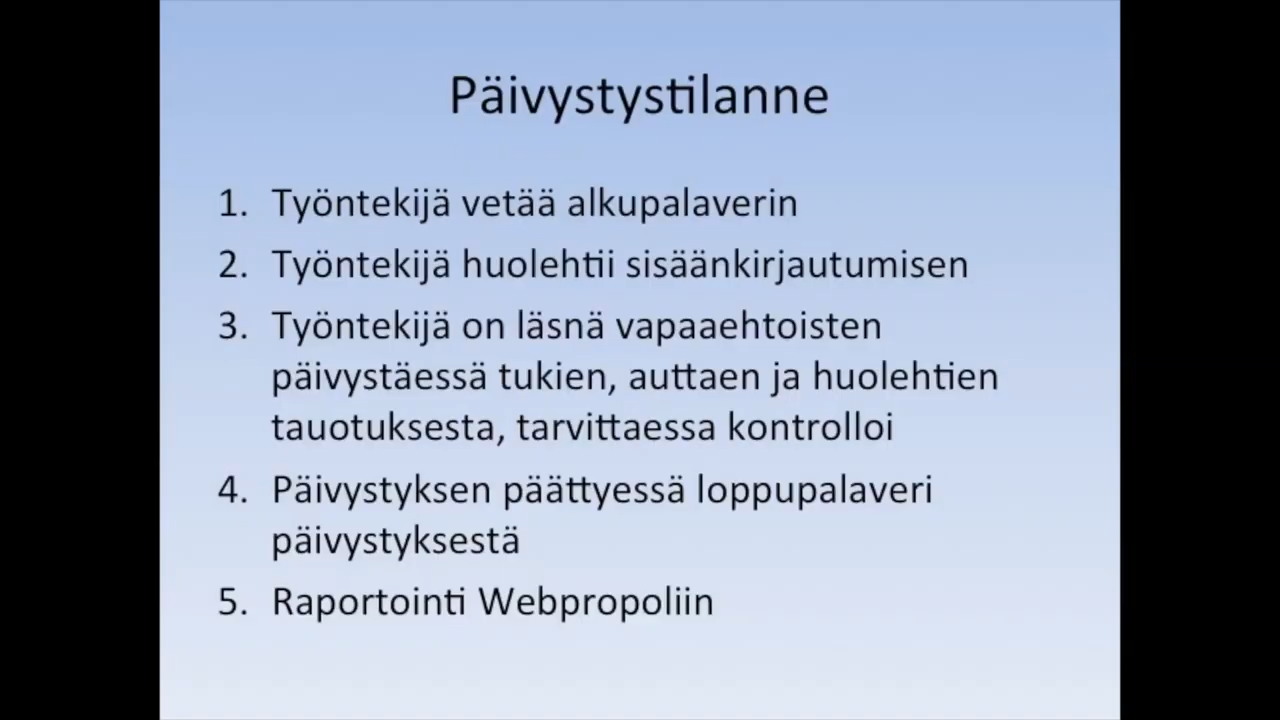 Päivystystilanne
1. Työntekijä vetää alkupalaverin
2. Työntekijä huolehtii sisäänkirjautumisen
3. Työntekijä on läsnä vapaaehtoisten
päivystäessä tukien, auttaen ja huolehtien
tauotuksesta, tarvittaessa kontrolloi
4. Päivystyksen päättyessä loppupalaveri
päivystyksestä
5. Raportointi Webpropoliin